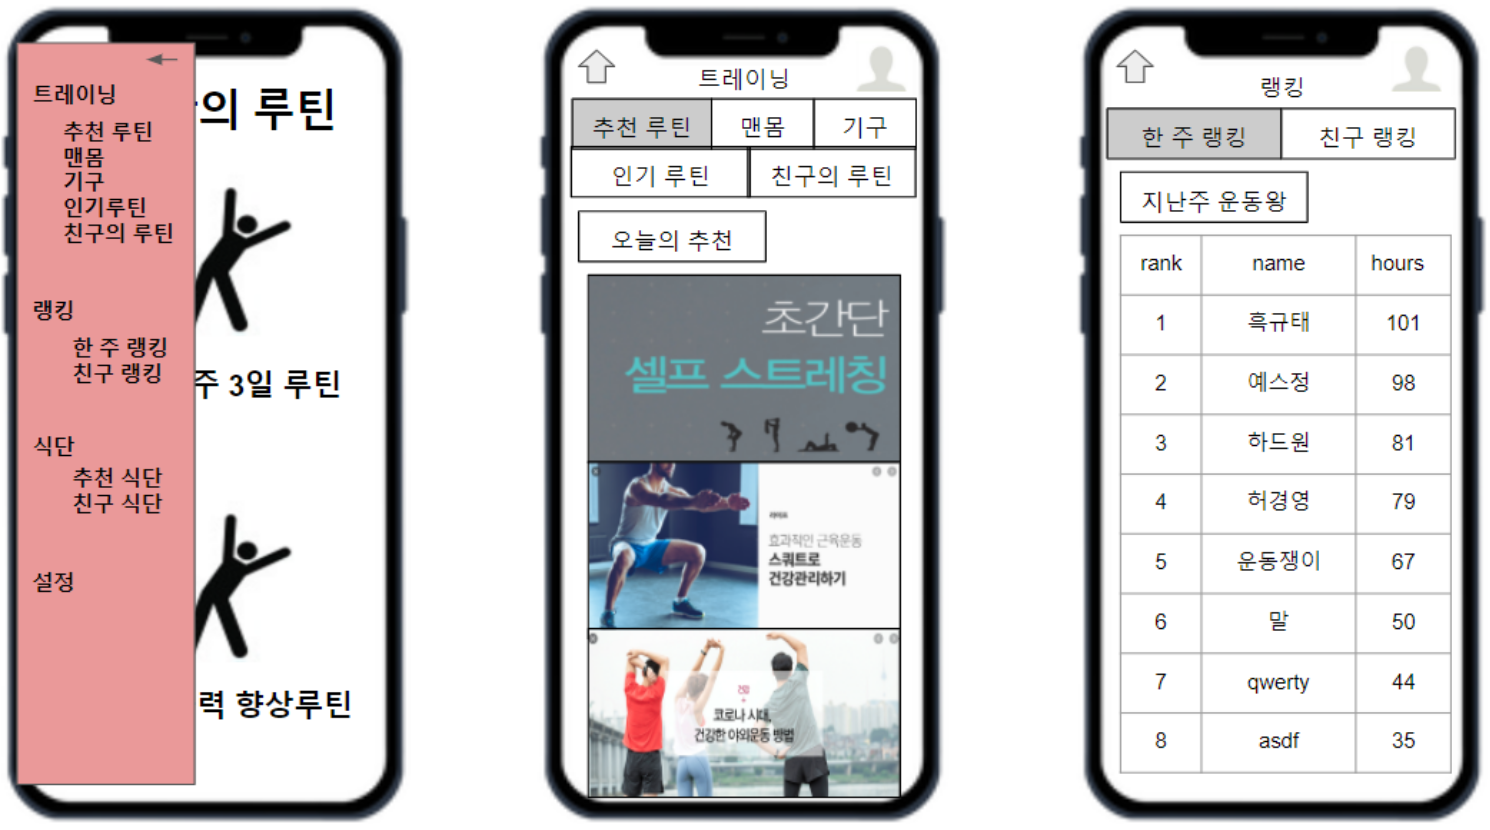 트레이닝
추천 루틴
맨몸
기구
인기루틴
친구의 루틴
랭킹
한 주 랭킹
친구 랭킹
식단
추천 식단
친구 식단
설정
의 루틴
주 3일 루틴
력 향상루틴
트레이닝
추천 루틴 맨몸 기구
인기 루틴 친구의 루틴
오늘의 추천
초간단
셀프 스트레칭
효과적인 근육운동
스쿼트로
건강관리하기
코로나 시대,
건강한 야외운동 방법
랭킹
한 주 랭킹 친구 랭킹
지난주 운동왕
rank name hours
1 흑규태 101
2 예스정 98
3 하드원 81
4 허경영 79
5 운동쟁이 67
6 말 50
7 qwerty 44
8 asdf 35